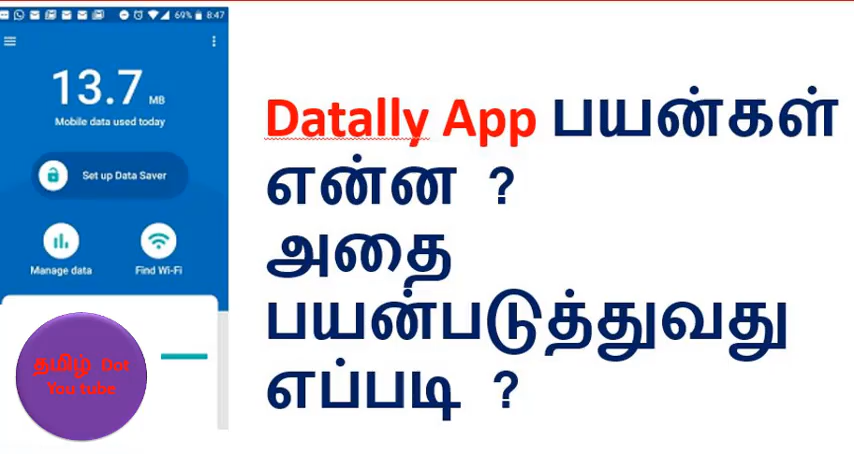 69% 8:47
13.7 MB
Mobile data used today
Set up Data Saver
Manage data
Find Wi-Fi
தமிழ் Dot
You tube
Datally App பயன்கள்
என்ன ?
அதை
பயன்படுத்துவது
எப்படி ?